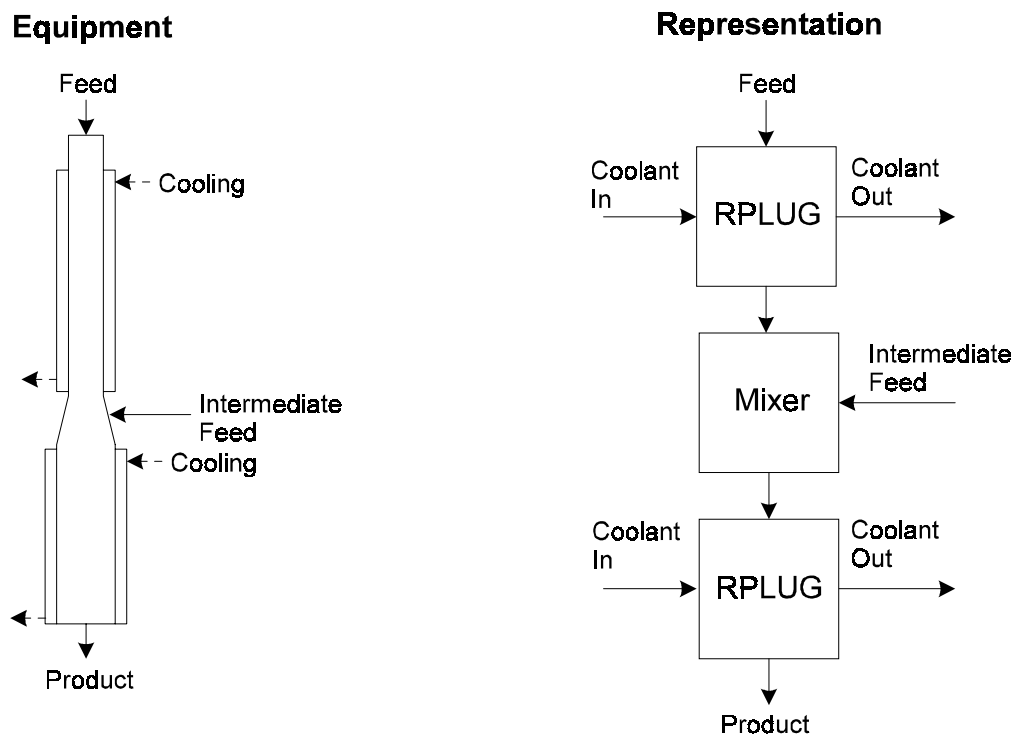 Equipment
Feed
Cooling
Intermediate
Feed
Cooling
Product
Representation
Feed
Coolant
In
RPLUG
Coolant
Out
Mixer
Intermediate
Feed
Coolant
In
RPLUG
Coolant
Out
Product